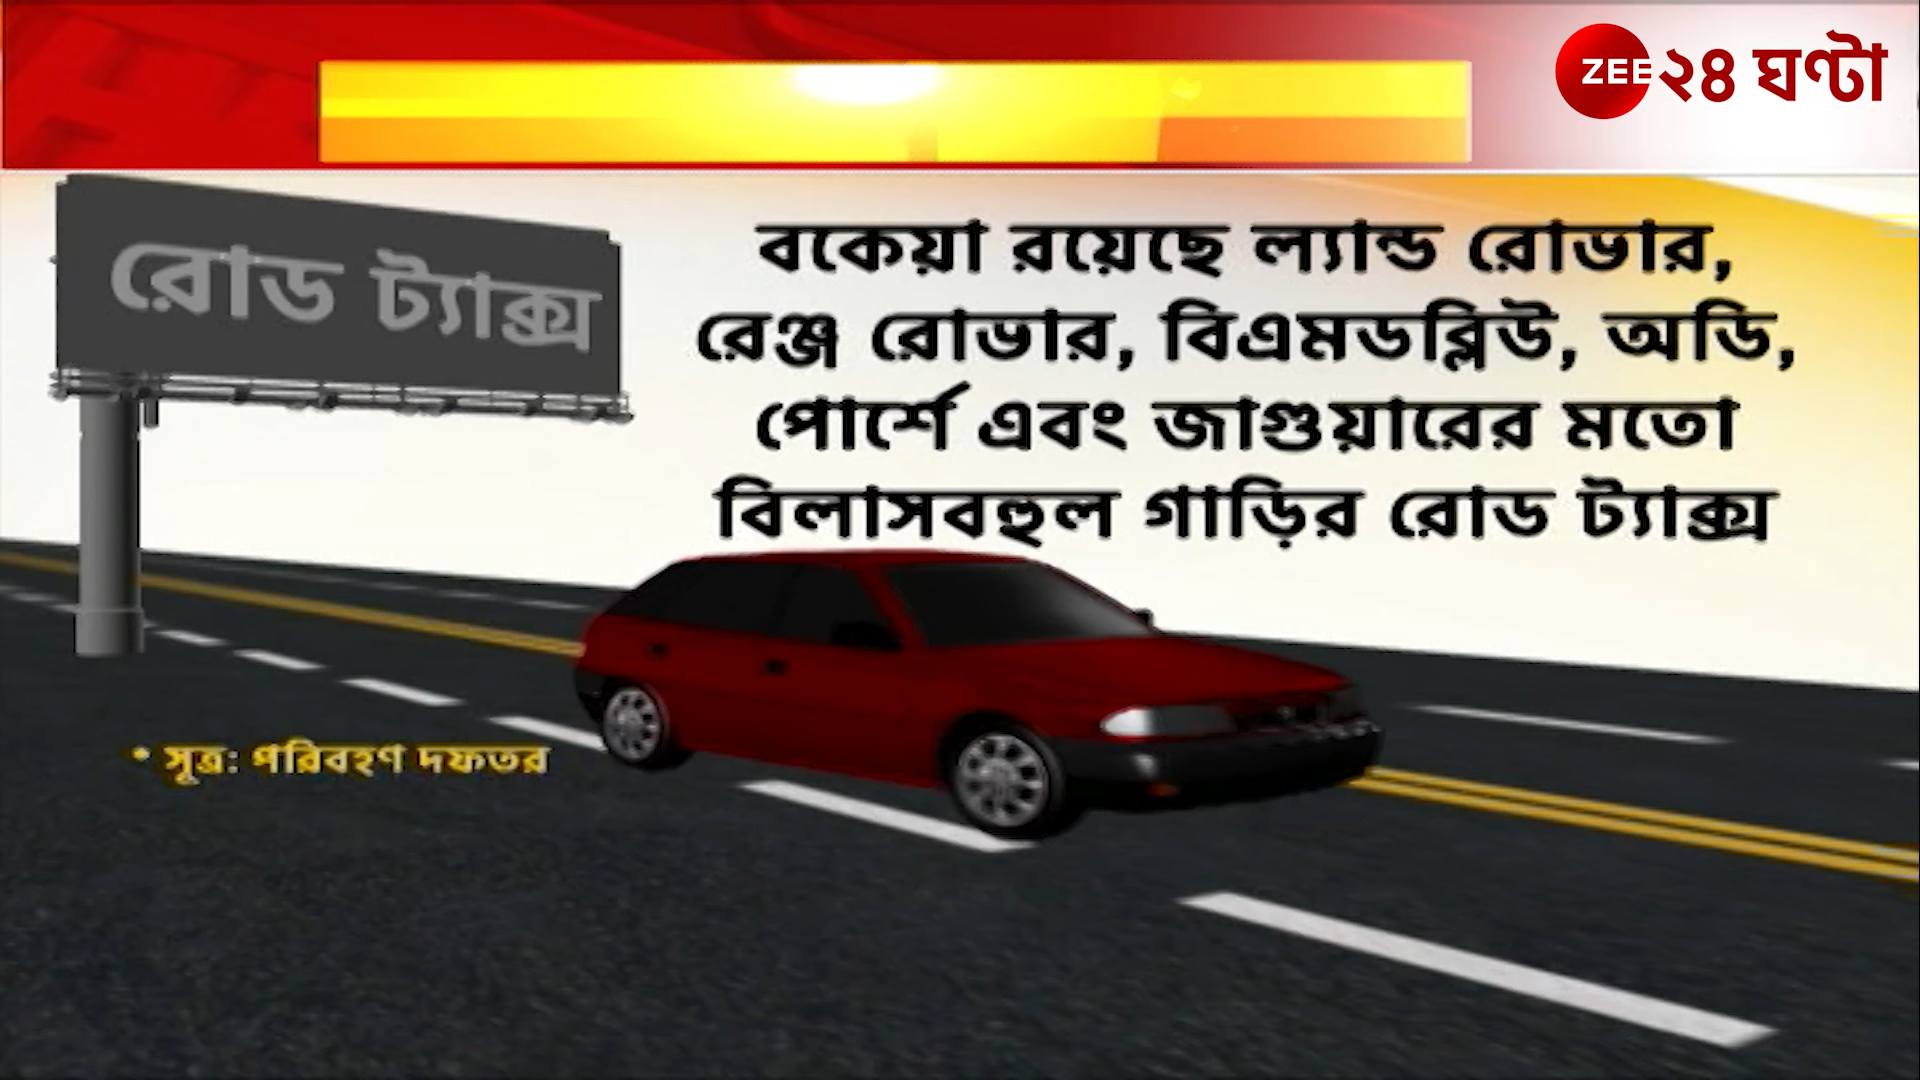 ZEE ২৪ ঘণ্টা
রোড ট্যাক্স
বকেয়া রয়েছে ল্যান্ড রোভার,
রেঞ্জ রোভার, বিএমডব্লিউ, অডি,
পোর্শে এবং জাগুয়ারের মতো
বিলাসবহুল গাড়ির রোড ট্যাক্স
* সূত্র: পরিবহণ দফতর